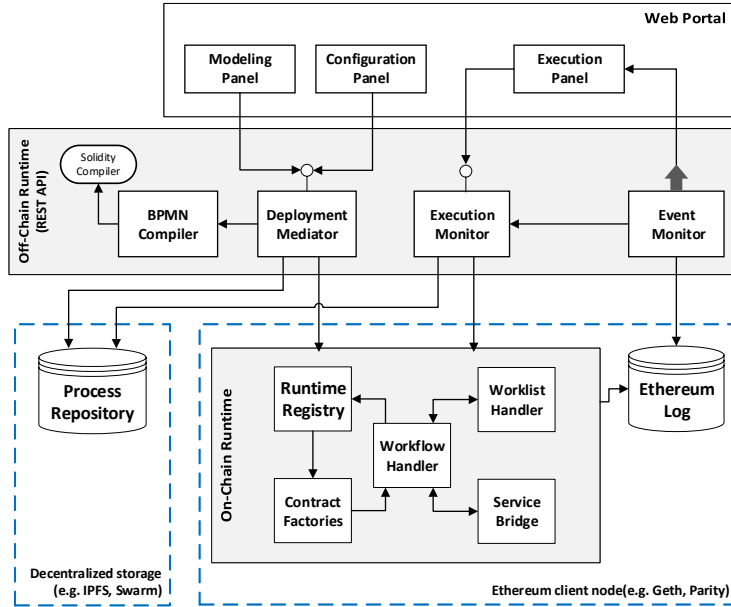 Web Portal
Modeling
Panel
Configuration
Panel
Execution
Panel
Off-Chain Runtime
(REST API)
Solidity
Compiler
BPMN
Compiler
Deployment
Mediator
Execution
Monitor
Event
Monitor
Process
Repository
Decentralized storage
(e.g. IPFS, Swarm)
On-Chain Runtime
Runtime
Registry
Worklist
Handler
Workflow
Handler
Contract
Factories
Service
Bridge
Ethereum
Log
Ethereum client node(e.g. Geth, Parity)